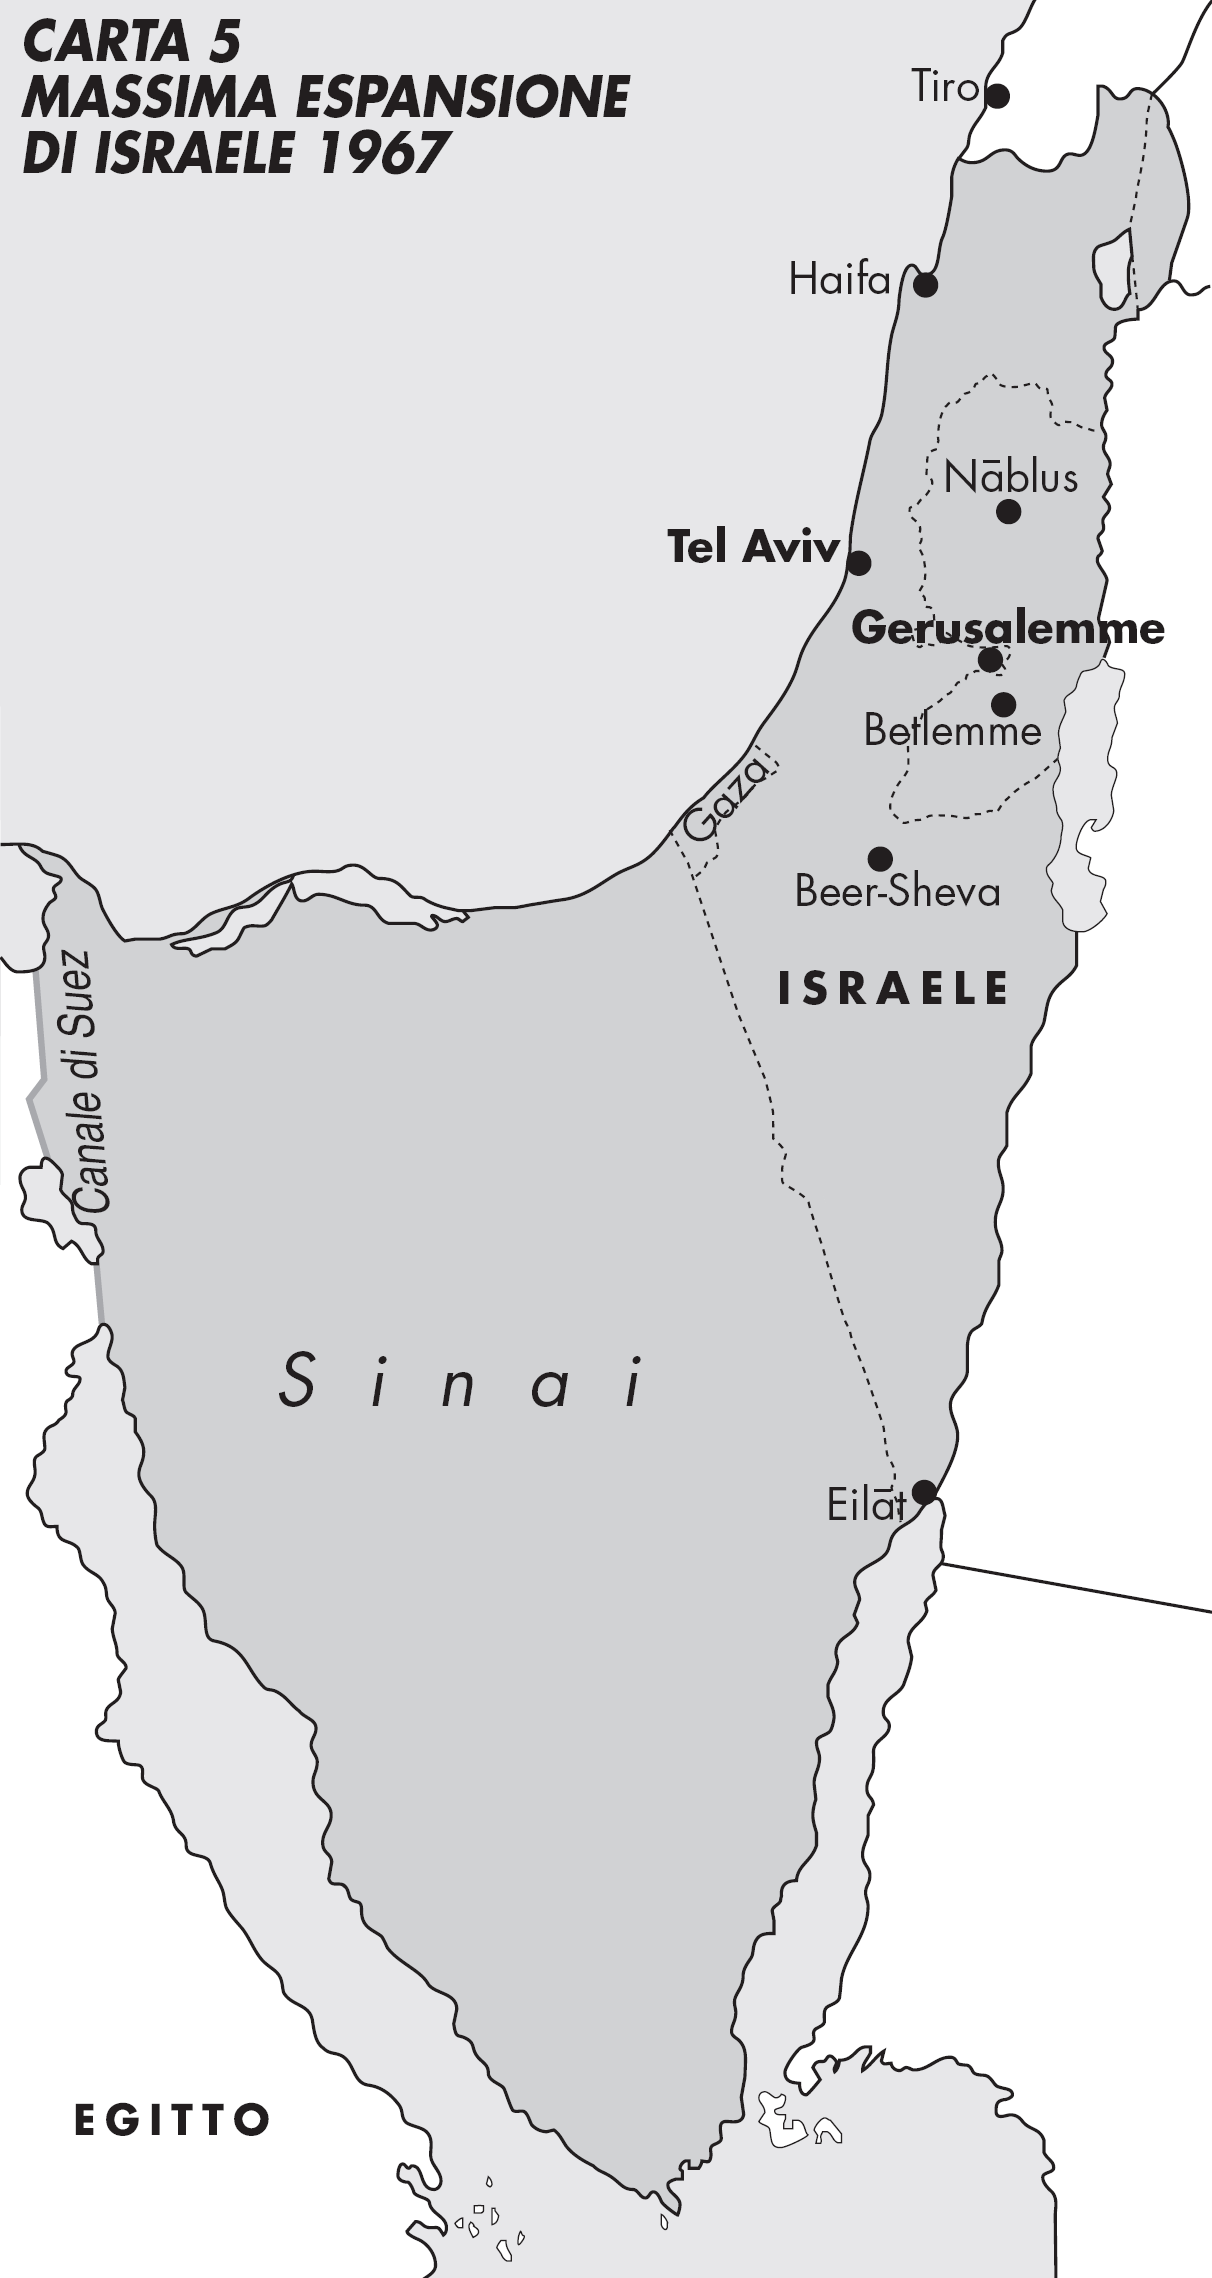 CARTA 5
MASSIMA ESPANSIONE
DI ISRAELE 1967
Tiro
Haifa
Nāblus
Tel Aviv
Gerusalemme
Betlemme
Gaza
Beer-Sheva
ISRAELE
Canale di Suez
Sinai
Eilāt
EGITTO